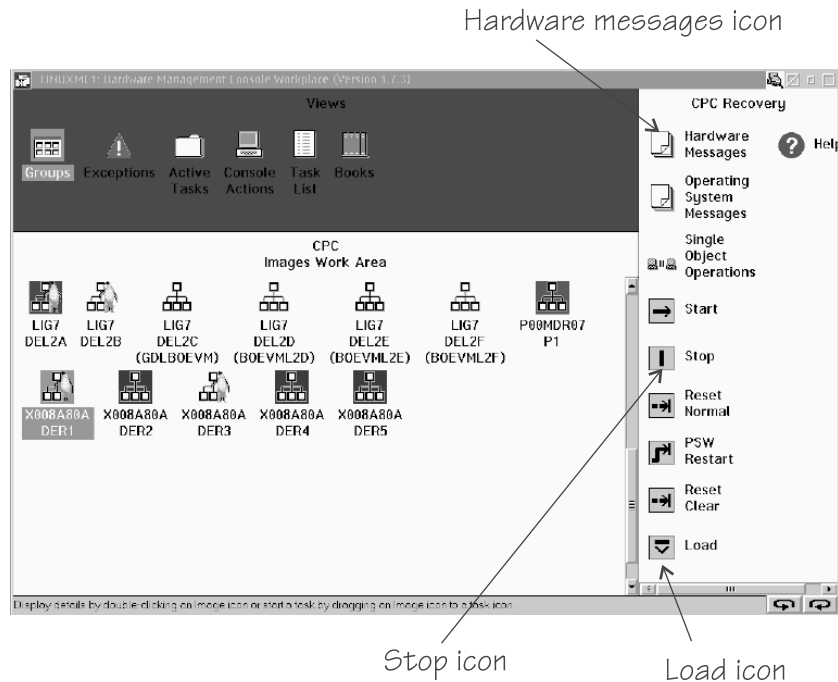 Hardware messages icon
LINUXMC1: Hardware Management Console Workplace (Version 1.7.3)
Views
Groups
Exceptions
Active
Tasks
Console
Actions
Task
List
Books
CPC
Images Work Area
LIG7
DEL2A
LIG7
DEL2B
LIG7
DEL2C
(GDLBOEVM)
LIG7
DEL2D
(BOEVML2D)
LIG7
DEL2E
(BOEVML2E)
LIG7
DEL2F
(BOEVML2F)
P00MDR07
P1
X008A80A
DER1
X008A80A
DER2
X008A80A
DER3
X008A80A
DER4
X008A80A
DER5
CPC Recovery
Hardware
Messages
Help
Operating
System
Messages
Single
Object
Operations
Start
Stop
Reset
Normal
PSW
Restart
Reset
Clear
Load
Display details by double-clicking an Image icon or start a task by dragging an Image icon to a task icon.
Stop icon
Load icon